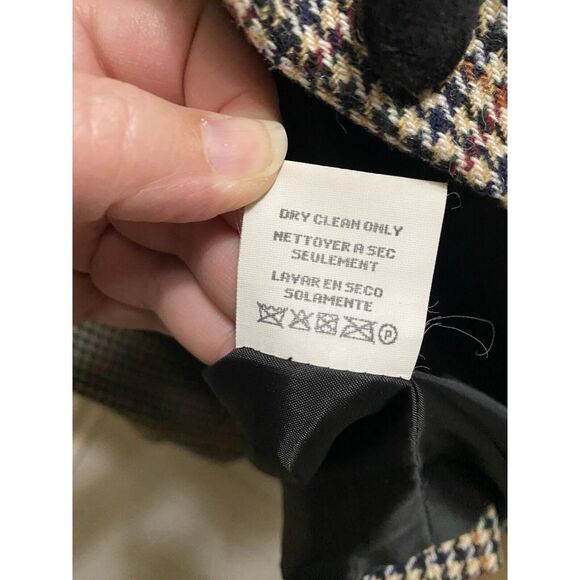 DRY CLEAN ONLY
NETTOYER A SEC
SEULEMENT
LAVAR EN SECO
SOLAMENTE
P